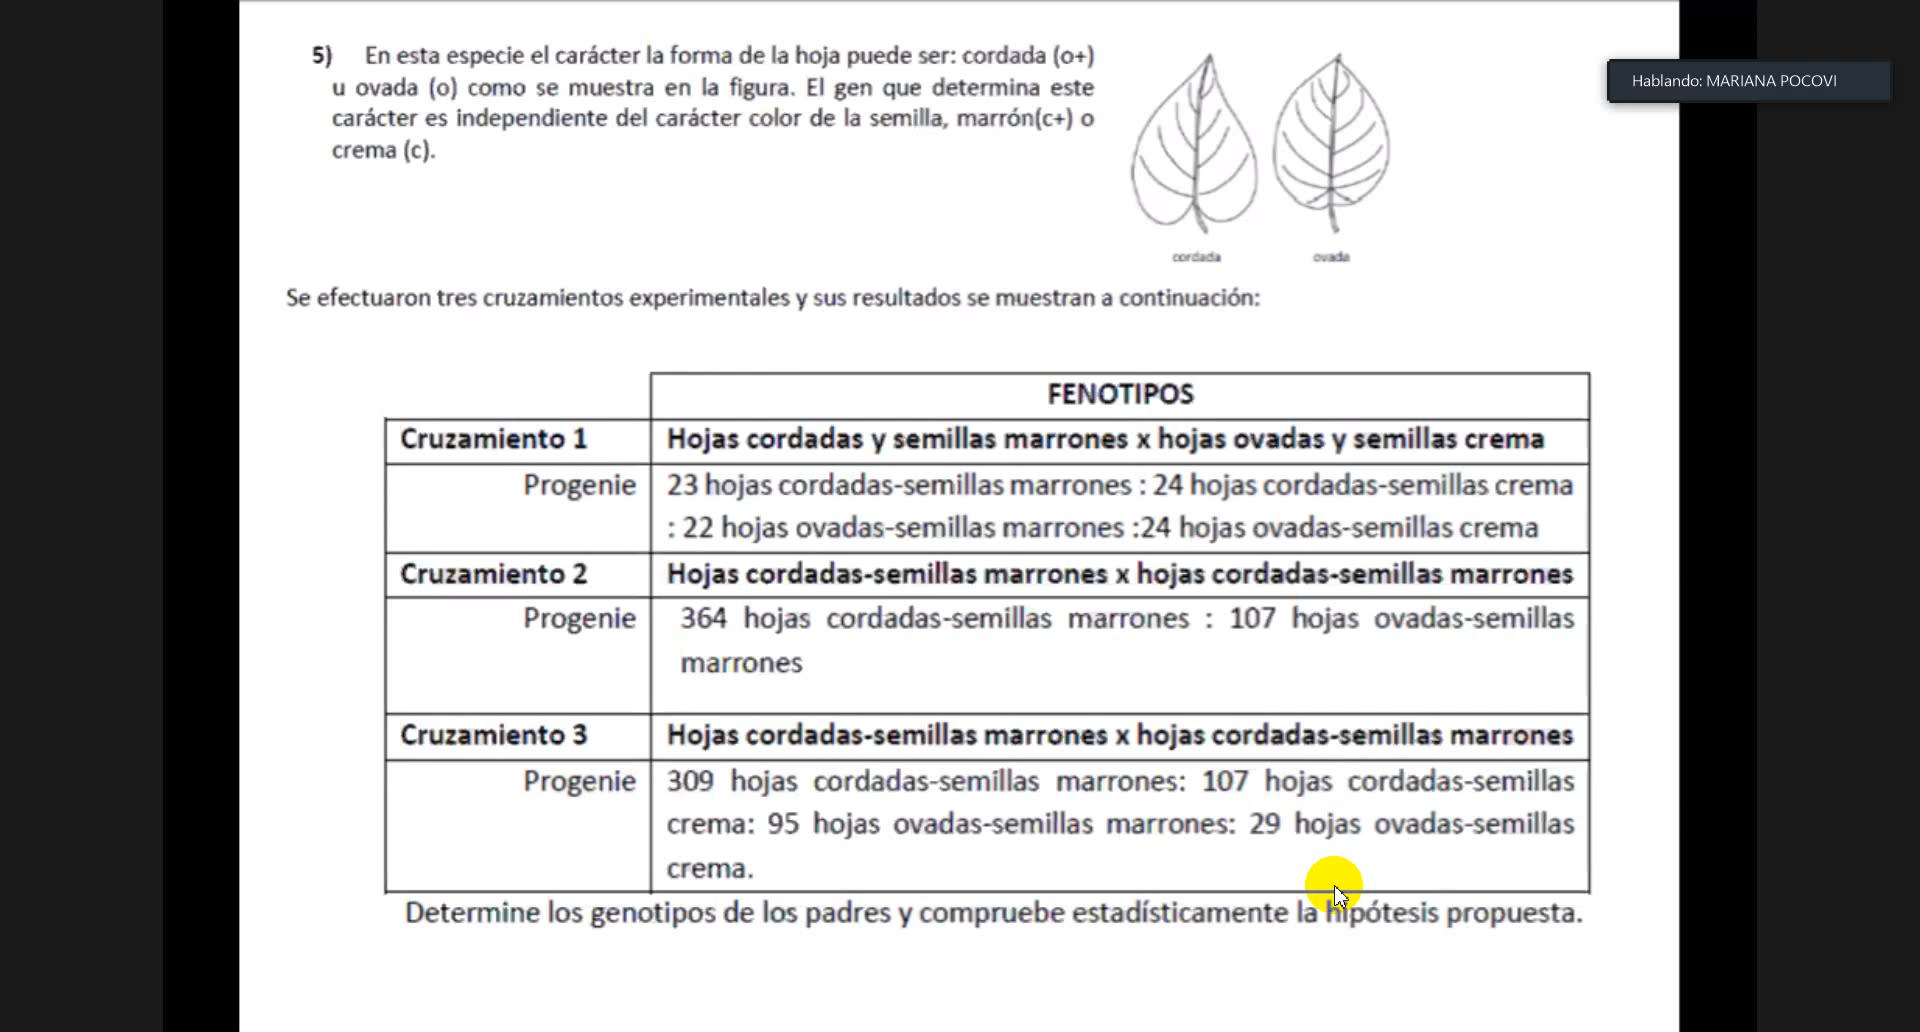 5) En esta especie el carácter la forma de la hoja puede ser: cordada (o+)
u ovada (o) como se muestra en la figura. El gen que determina este
carácter es independiente del carácter color de la semilla, marrón(c+) o
crema (c).
Hablando: MARIANA POCOVI
cordada ovada
Se efectuaron tres cruzamientos experimentales y sus resultados se muestran a continuación:
FENOTIPOS
Cruzamiento 1 Hojas cordadas y semillas marrones x hojas ovadas y semillas crema
Progenie 23 hojas cordadas-semillas marrones : 24 hojas cordadas-semillas crema
: 22 hojas ovadas-semillas marrones :24 hojas ovadas-semillas crema
Cruzamiento 2 Hojas cordadas-semillas marrones x hojas cordadas-semillas marrones
Progenie 364 hojas cordadas-semillas marrones : 107 hojas ovadas-semillas
marrones
Cruzamiento 3 Hojas cordadas-semillas marrones x hojas cordadas-semillas marrones
Progenie 309 hojas cordadas-semillas marrones: 107 hojas cordadas-semillas
crema: 95 hojas ovadas-semillas marrones: 29 hojas ovadas-semillas
crema.
Determine los genotipos de los padres y compruebe estadísticamente la hipótesis propuesta.